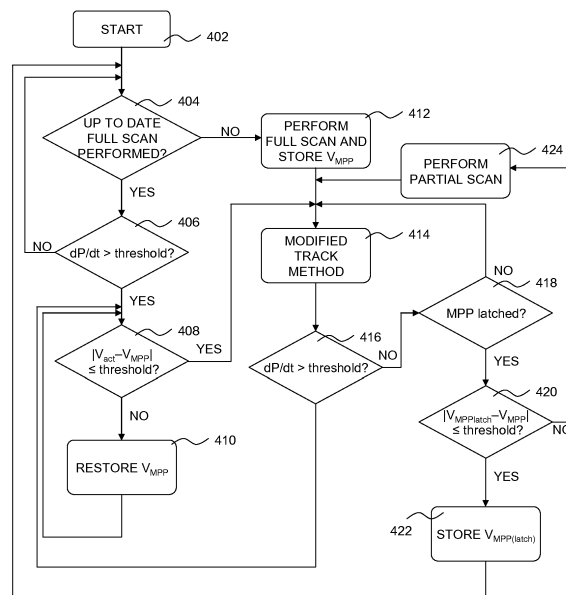 START
402
404
UP TO DATE
FULL SCAN
PERFORMED?
NO
YES
412
PERFORM
FULL SCAN AND
STORE VMPP
424
PERFORM
PARTIAL SCAN
406
dP/dt > threshold?
NO
YES
414
MODIFIED
TRACK
METHOD
NO
418
MPP latched?
YES
408
|Vact–VMPP|
≤ threshold?
YES
NO
416
dP/dt > threshold?
NO
420
|VMPPlatch–VMPP|
≤ threshold?
NO
YES
410
RESTORE VMPP
422
STORE VMPP(latch)